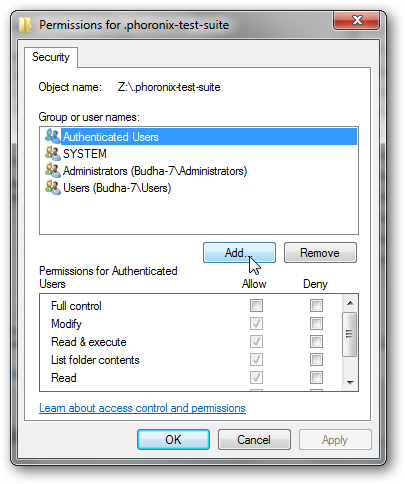 Permissions for .phoronix-test-suite
Security
Object name: Z:\.phoronix-test-suite
Group or user names:
Authenticated Users
SYSTEM
Administrators (Budha-7\Administrators)
Users (Budha-7\Users)
Add...
Remove
Permissions for Authenticated
Users Allow Deny
Full control
Modify
Read & execute
List folder contents
Read
Learn about access control and permissions
OK Cancel Apply